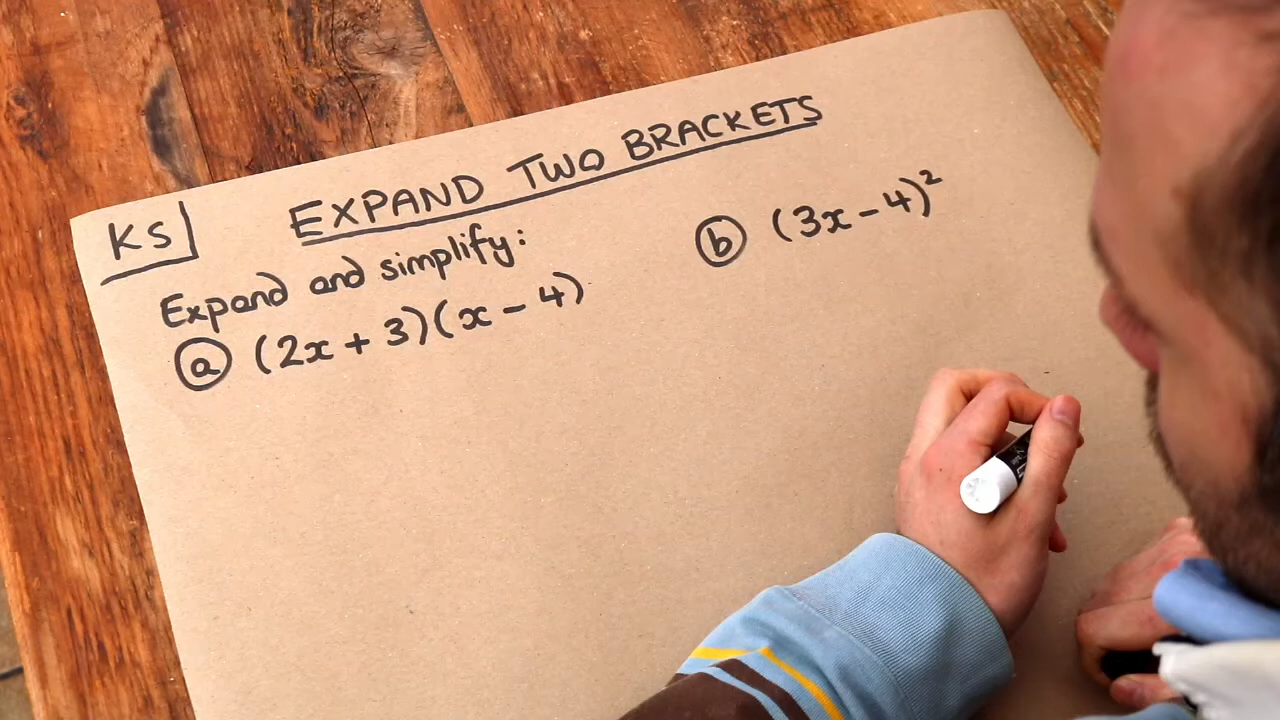 KS
EXPAND TWO BRACKETS
Expand and simplify:
ⓐ (2x + 3)(x - 4)
ⓑ (3x - 4)²